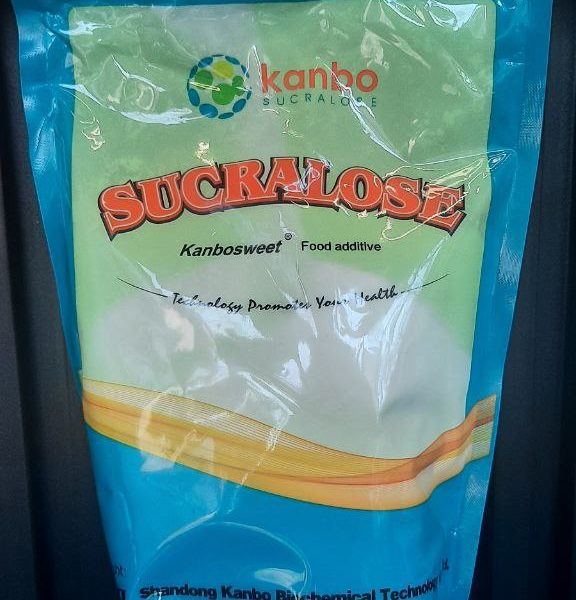 kanbo
SUCRALOSE
SUCRALOSE
Kanbosweet® Food additive
Technology Promotes Your Health
Shandong Kanbo Biochemical Technology